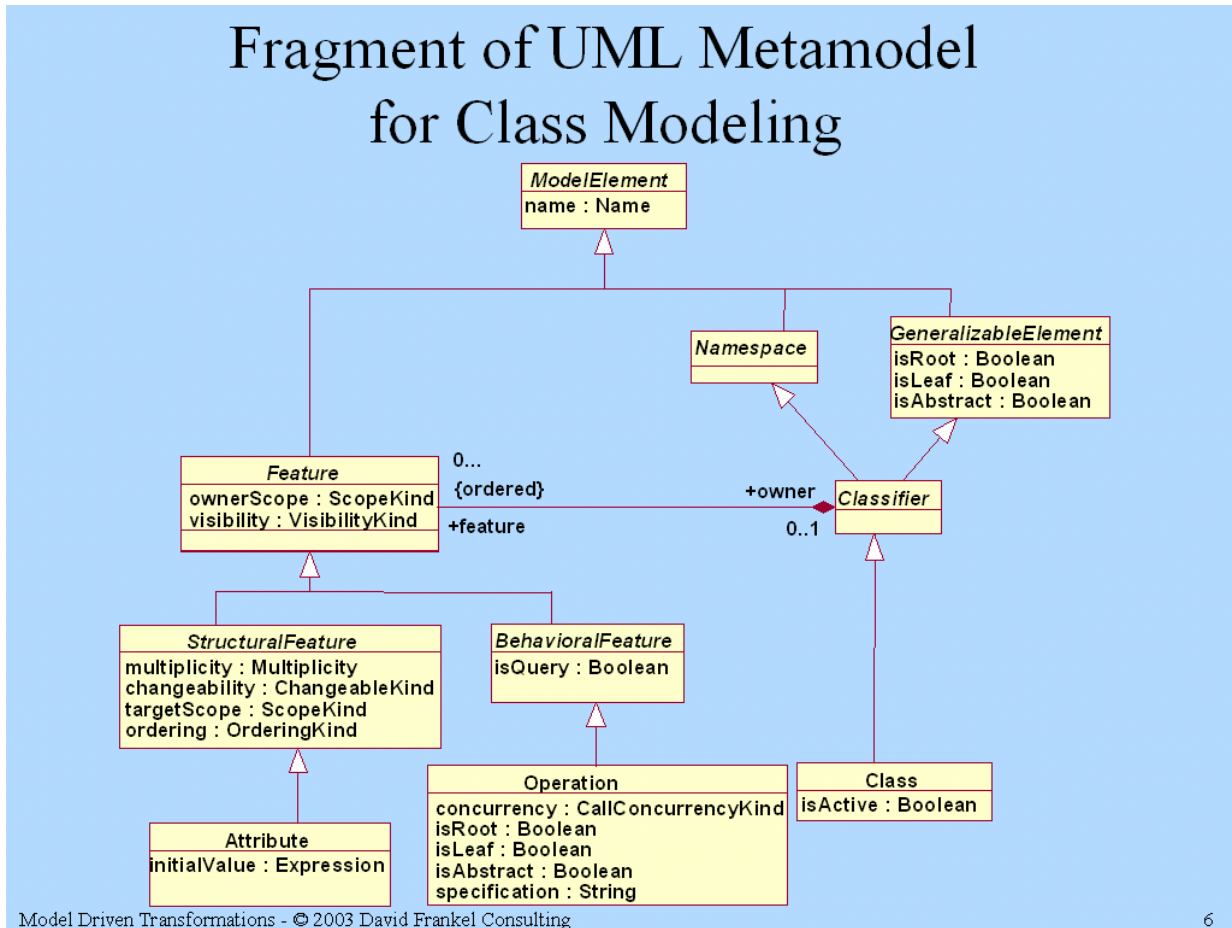 Fragment of UML Metamodel
for Class Modeling
ModelElement
name : Name
Namespace
GeneralizableElement
isRoot : Boolean
isLeaf : Boolean
isAbstract : Boolean
Feature
ownerScope : ScopeKind
visibility : VisibilityKind
0...
{ordered}
+feature
+owner
0..1
Classifier
StructuralFeature
multiplicity : Multiplicity
changeability : ChangeableKind
targetScope : ScopeKind
ordering : OrderingKind
BehavioralFeature
isQuery : Boolean
Attribute
initialValue : Expression
Operation
concurrency : CallConcurrencyKind
isRoot : Boolean
isLeaf : Boolean
isAbstract : Boolean
specification : String
Class
isActive : Boolean
Model Driven Transformations - © 2003 David Frankel Consulting
6